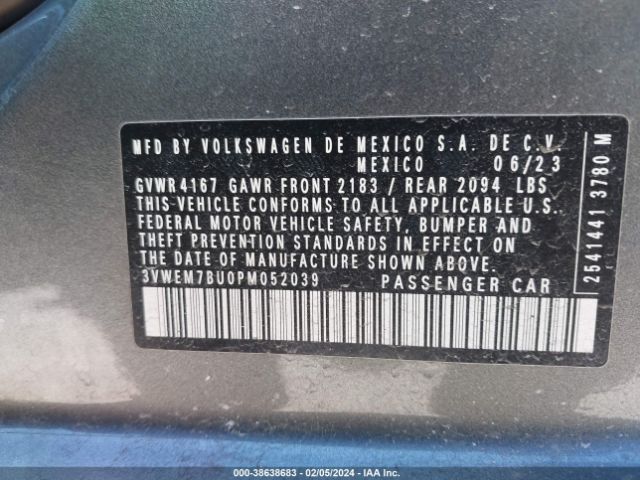 MFD BY VOLKSWAGEN DE MEXICO S.A. DE C.V.
MEXICO 06/23
GVWR 4167 GAWR FRONT 2183 / REAR 2094 LBS
THIS VEHICLE CONFORMS TO ALL APPLICABLE U.S.
FEDERAL MOTOR VEHICLE SAFETY, BUMPER AND
THEFT PREVENTION STANDARDS IN EFFECT ON
THE DATE OF MANUFACTURE SHOWN ABOVE.
3VWEM7BU0PM052039 PASSENGER CAR
2541441 3780 M
000-38638683 - 02/05/2024 - IAA Inc.